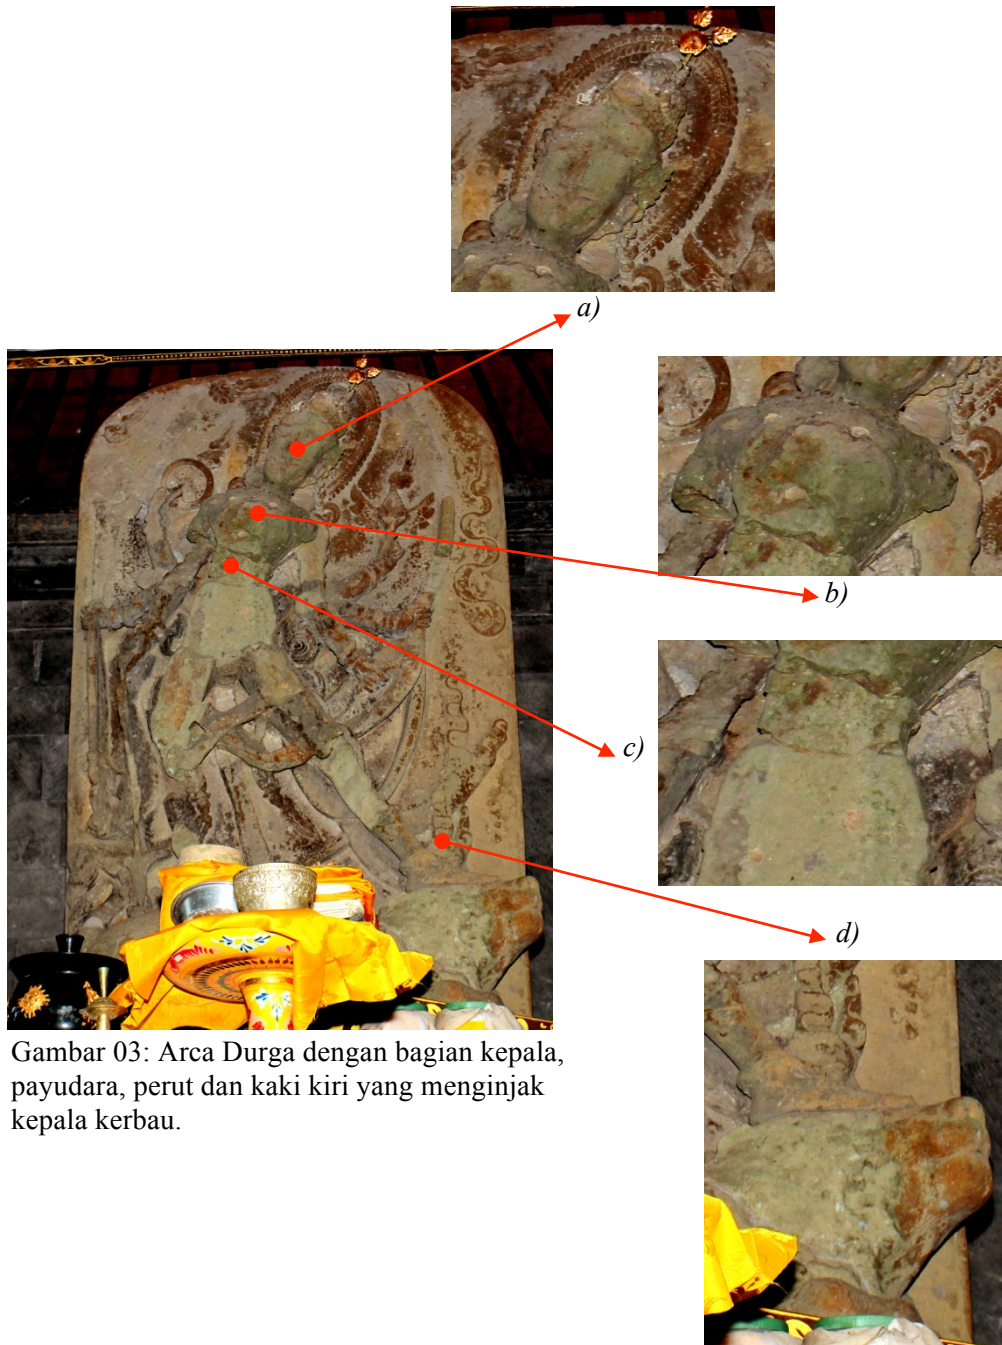 a)
b)
c)
d)
Gambar 03: Arca Durga dengan bagian kepala,
payudara, perut dan kaki kiri yang menginjak
kepala kerbau.